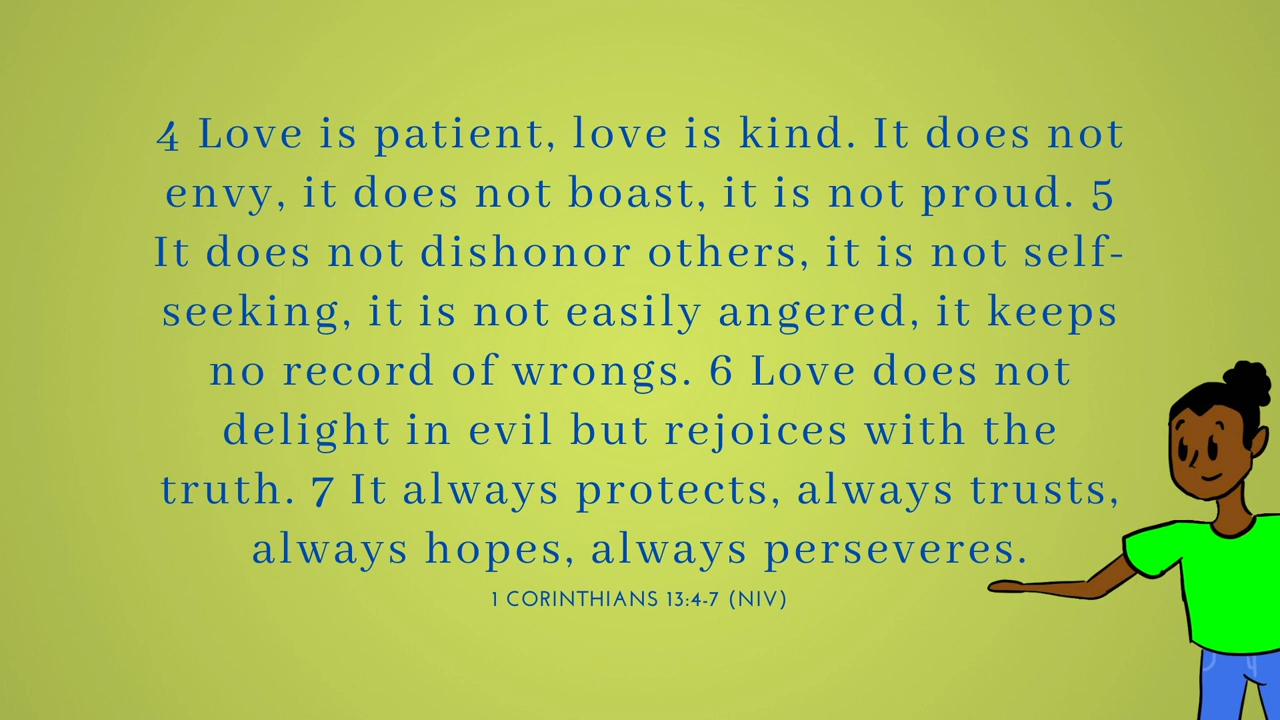 4 Love is patient, love is kind. It does not
envy, it does not boast, it is not proud. 5
It does not dishonor others, it is not self-
seeking, it is not easily angered, it keeps
no record of wrongs. 6 Love does not
delight in evil but rejoices with the
truth. 7 It always protects, always trusts,
always hopes, always perseveres.
1 CORINTHIANS 13:4-7 (NIV)